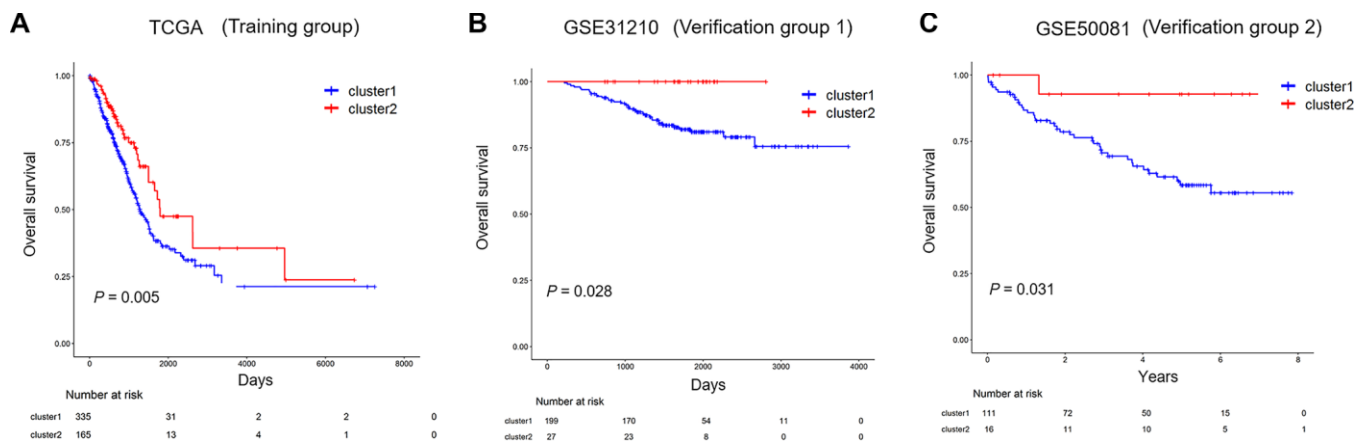 A
TCGA (Training group)
Overall survival
1.00
0.75
0.50
0.25
0.00
cluster1
cluster2
P = 0.005
0 2000 4000 6000 8000
Days
Number at risk
cluster1 335 31 2 2 0
cluster2 165 13 4 1 0
B
GSE31210 (Verification group 1)
Overall survival
1.00
0.75
0.50
0.25
0.00
cluster1
cluster2
P = 0.028
0 1000 2000 3000 4000
Days
Number at risk
cluster1 199 170 54 11 0
cluster2 27 23 8 0 0
C
GSE50081 (Verification group 2)
Overall survival
1.00
0.75
0.50
0.25
0.00
cluster1
cluster2
P = 0.031
0 2 4 6 8
Years
Number at risk
cluster1 111 72 50 15 0
cluster2 16 11 10 5 1